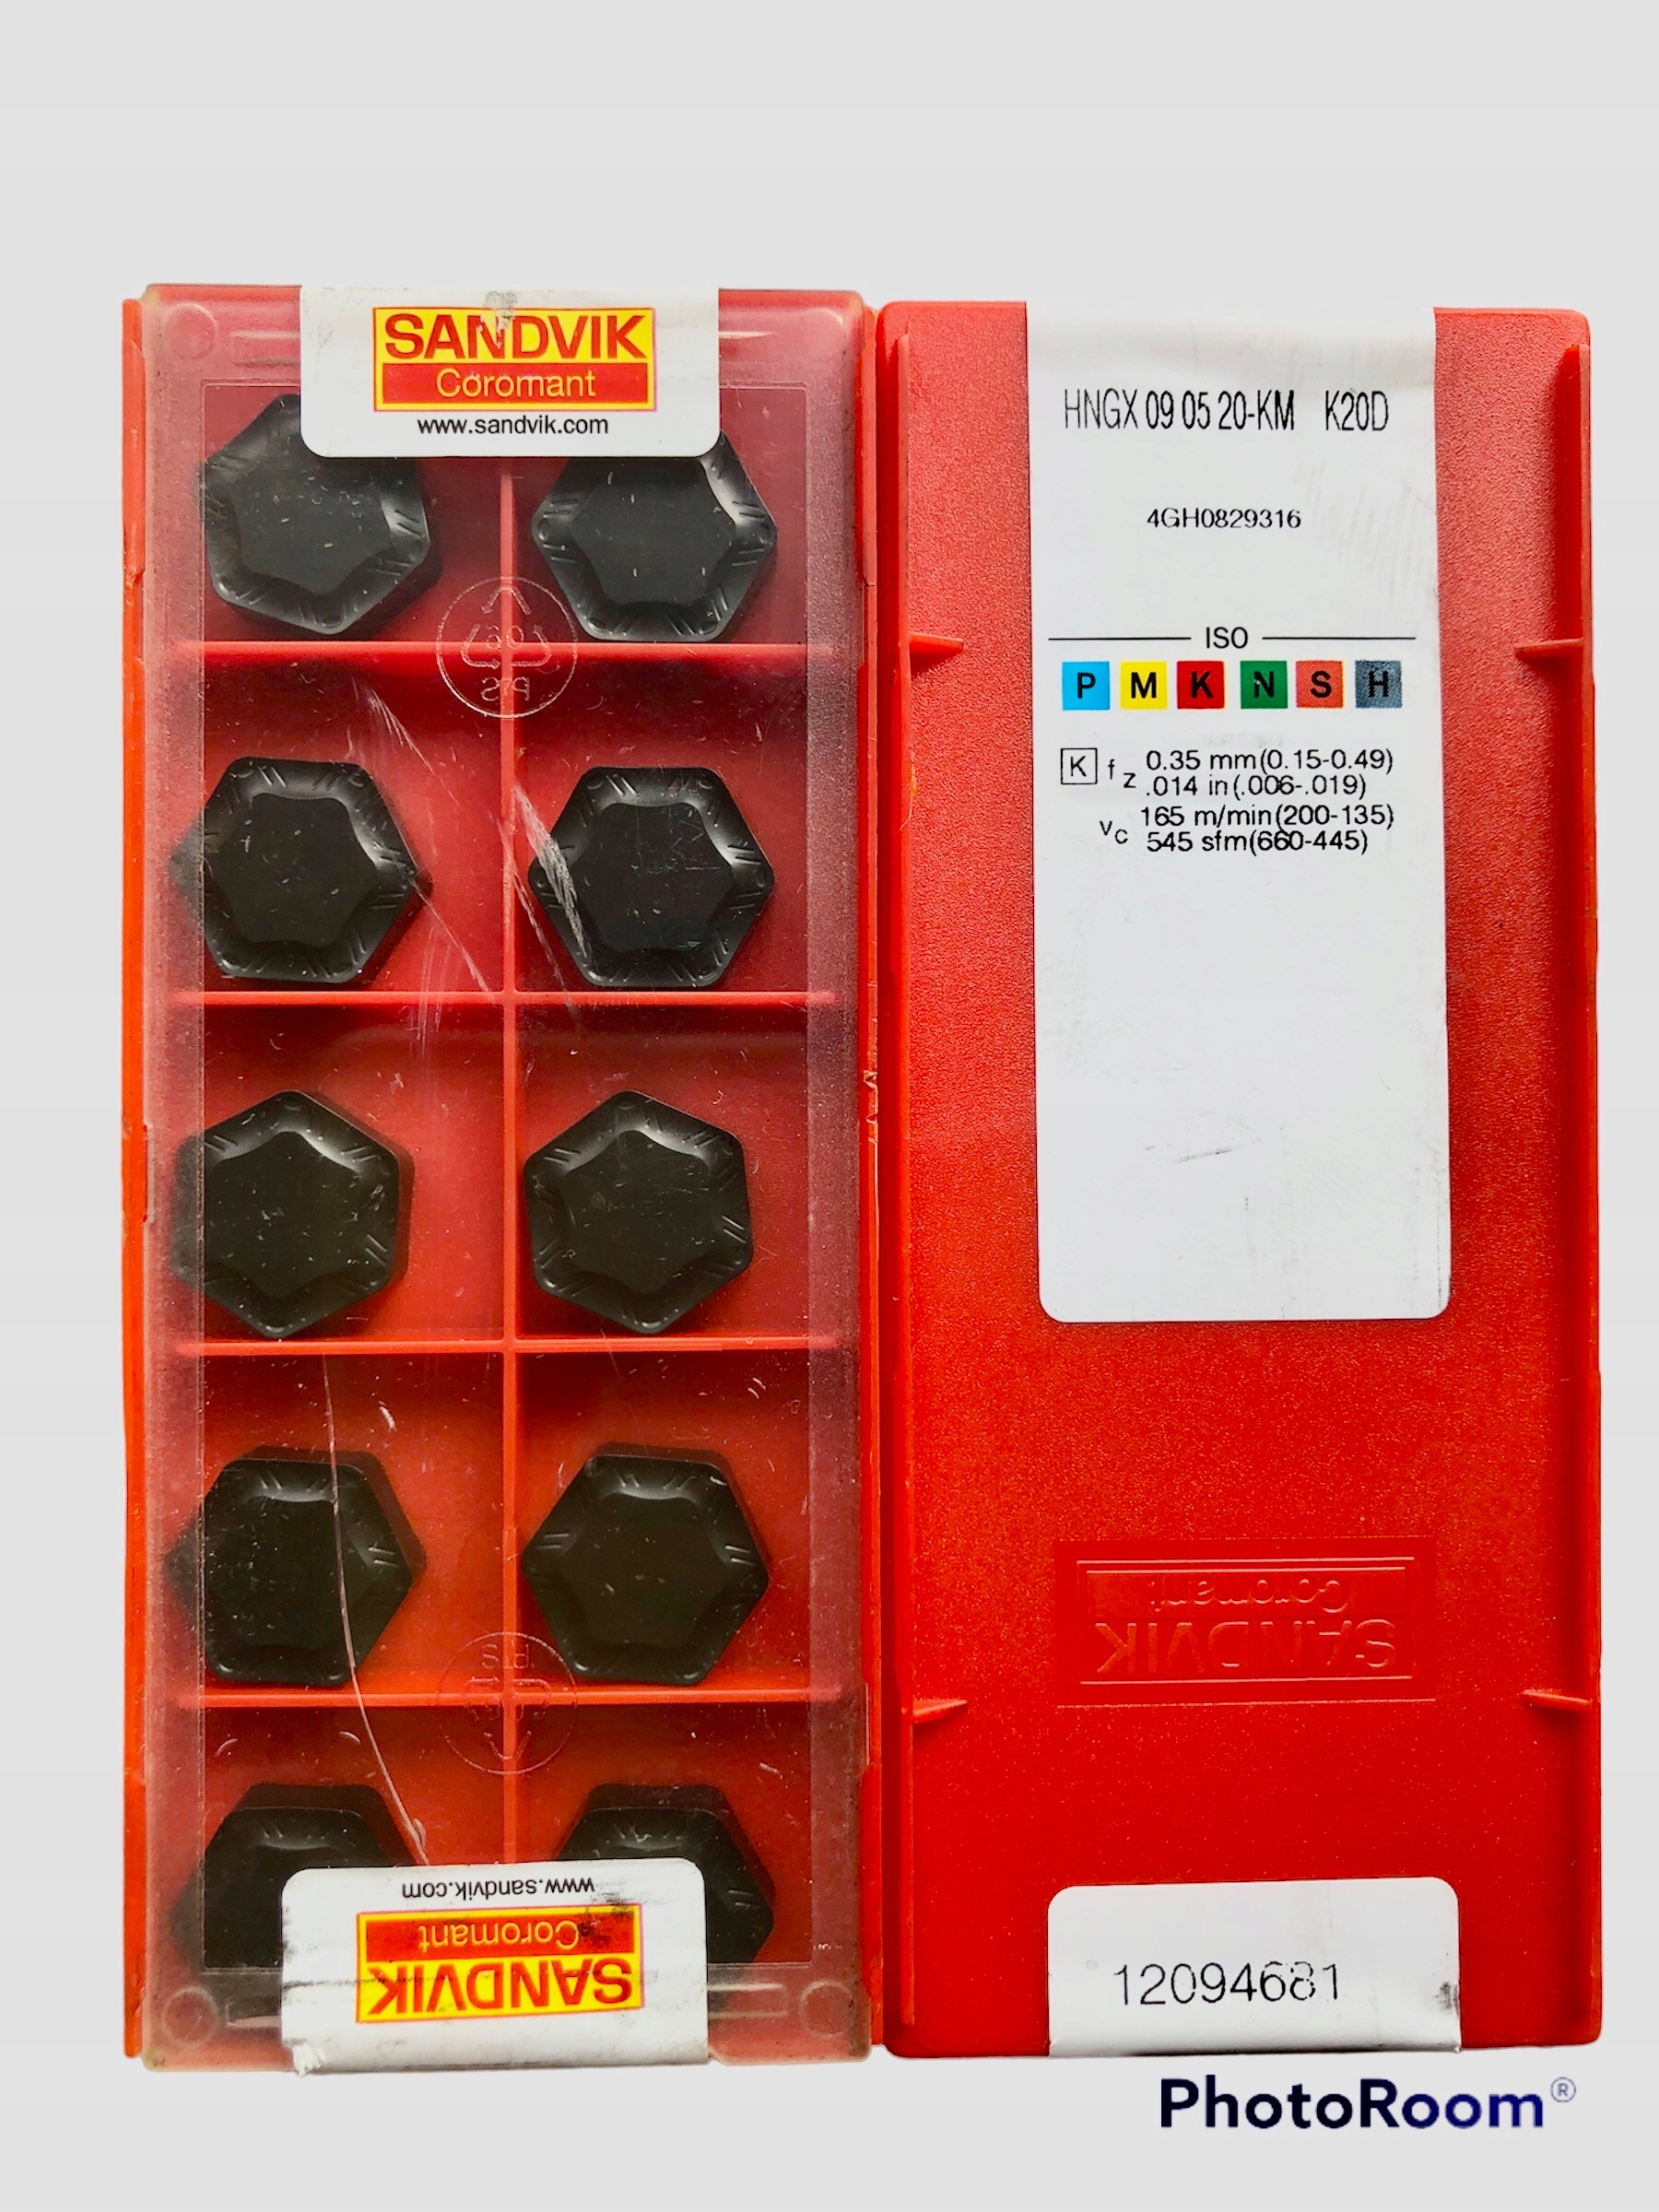 SANDVIK
Coromant
www.sandvik.com
www.sandvik.com
Coromant
SANDVIK
HNGX 09 05 20-KM K20D
4GH0829316
ISO
P M K N S H
K fz 0.35 mm(0.15-0.49)
.014 in(.006-.019)
vc 165 m/min(200-135)
545 sfm(660-445)
Coromant
SANDVIK
12094681
PhotoRoom®